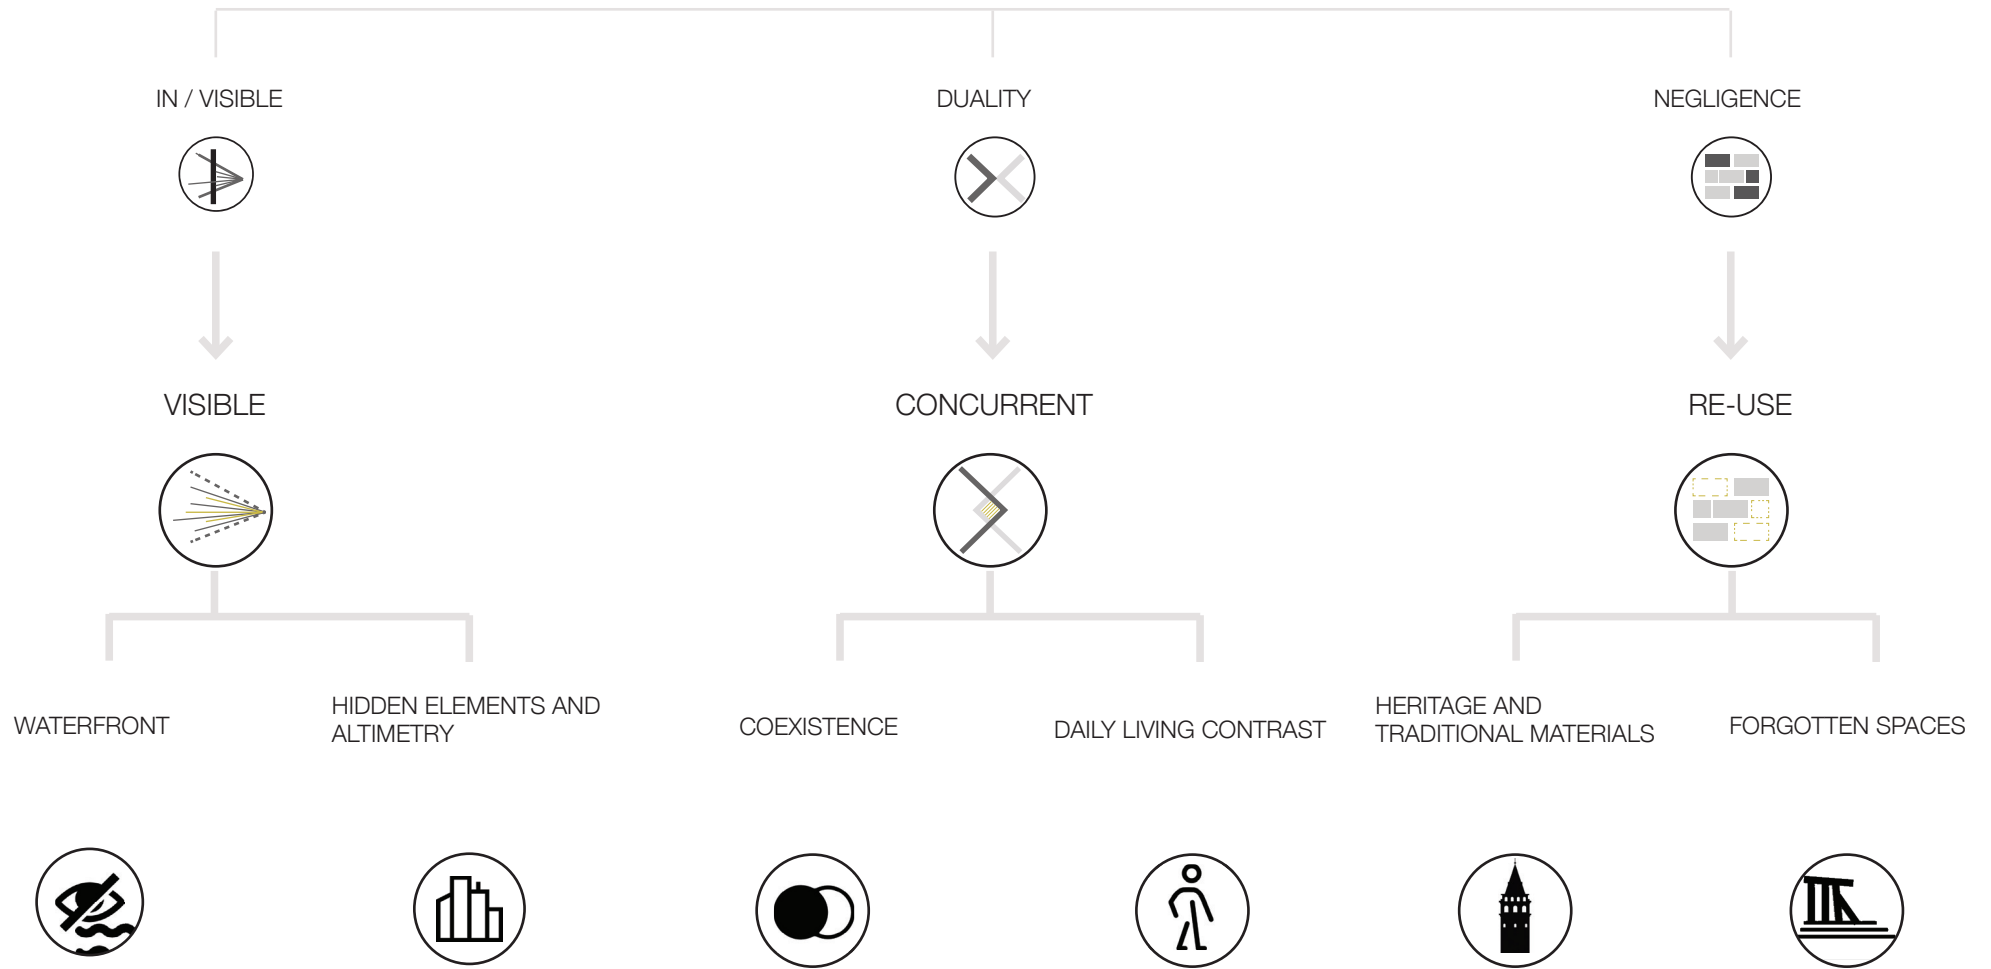 IN / VISIBLE
DUALITY
NEGLIGENCE
VISIBLE
CONCURRENT
RE-USE
WATERFRONT
HIDDEN ELEMENTS AND
ALTIMETRY
COEXISTENCE
DAILY LIVING CONTRAST
HERITAGE AND
TRADITIONAL MATERIALS
FORGOTTEN SPACES